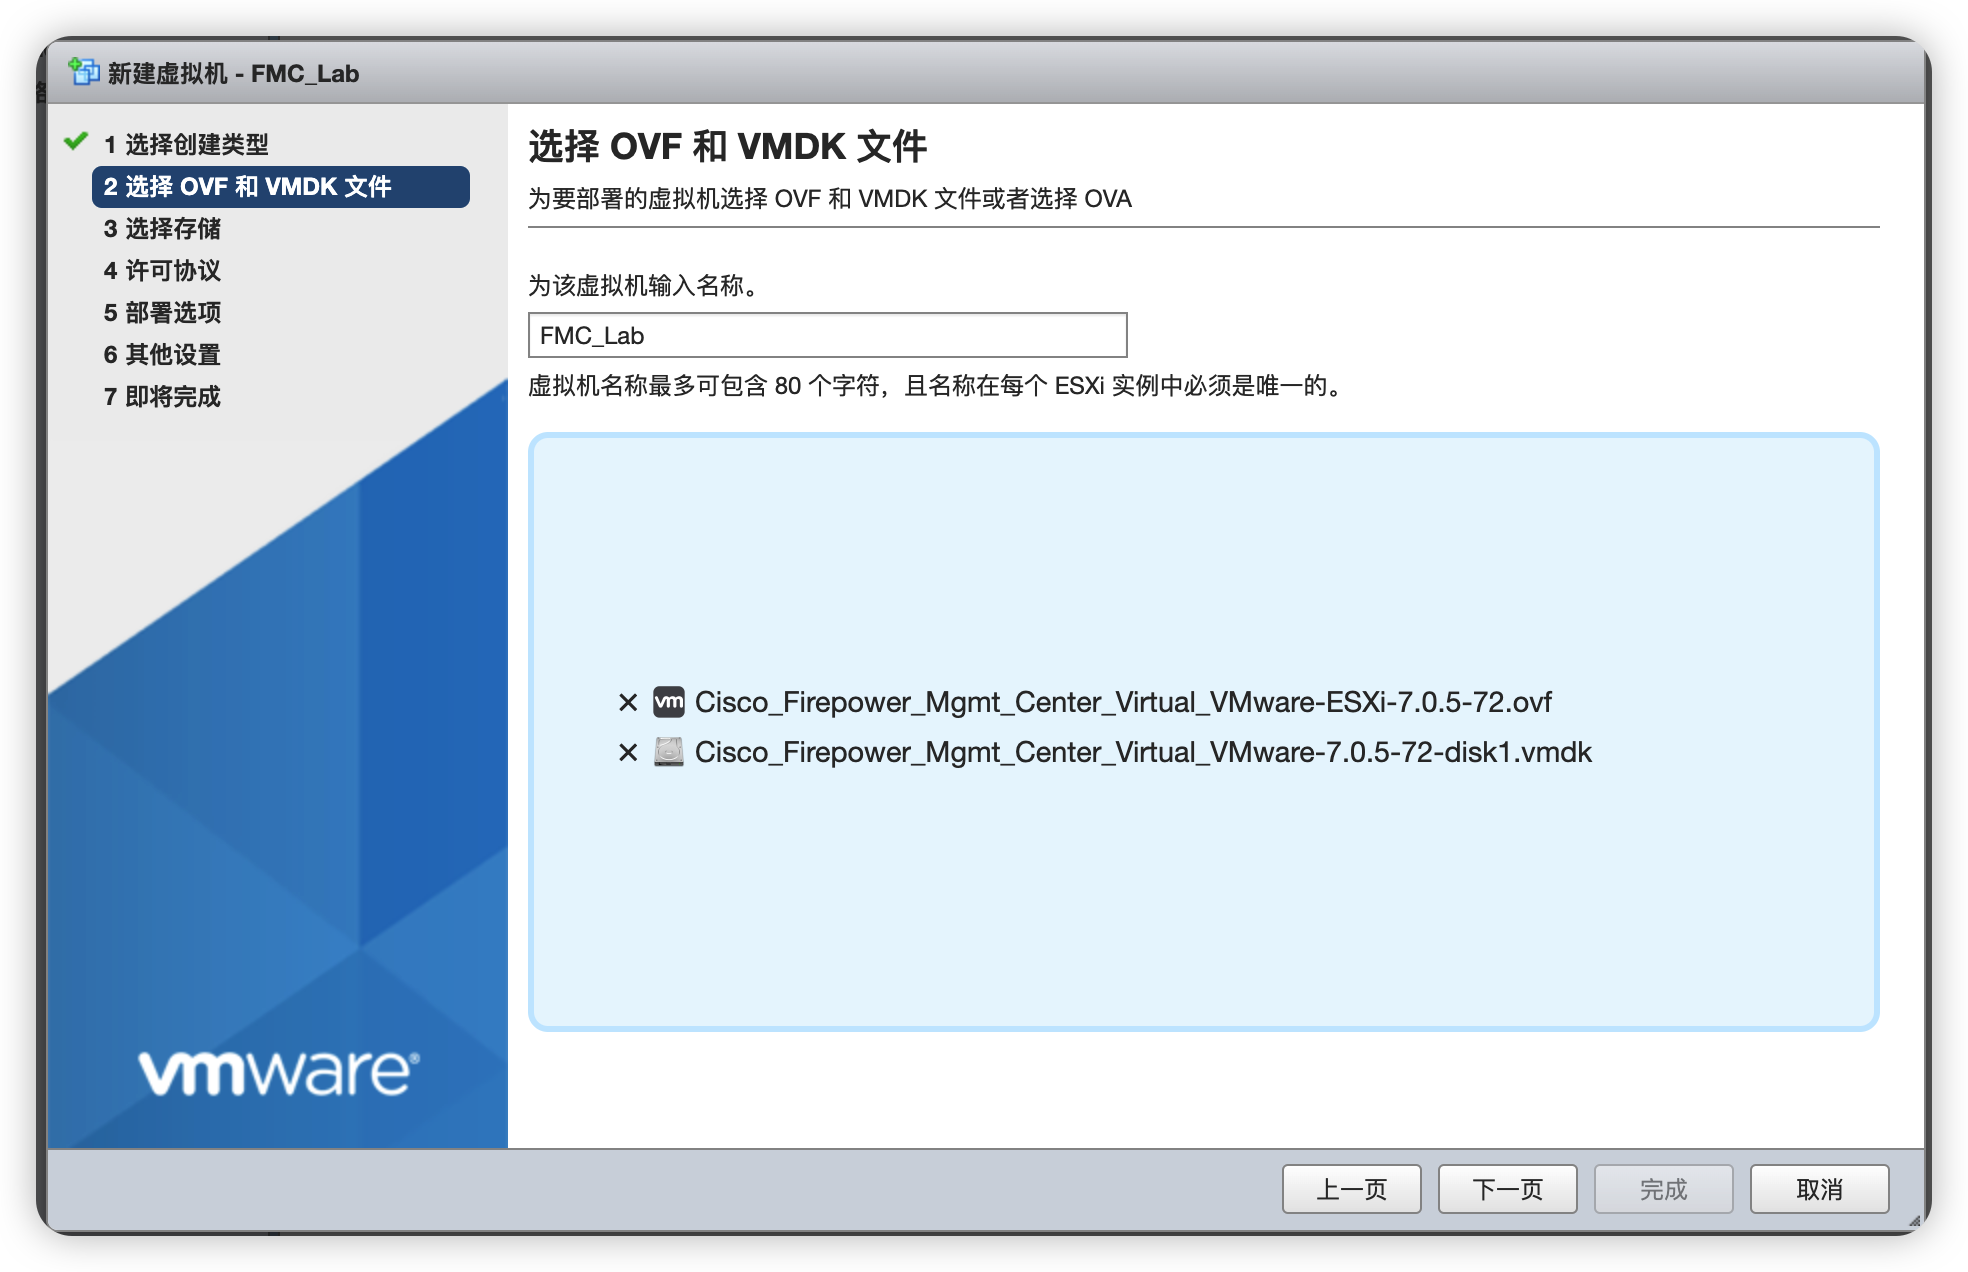 新建虚拟机 - FMC_Lab
1 选择创建类型
2 选择 OVF 和 VMDK 文件
3 选择存储
4 许可协议
5 部署选项
6 其他设置
7 即将完成
vmware®
选择 OVF 和 VMDK 文件
为要部署的虚拟机选择 OVF 和 VMDK 文件或者选择 OVA
为该虚拟机输入名称。
FMC_Lab
虚拟机名称最多可包含 80 个字符，且名称在每个 ESXi 实例中必须是唯一的。
vm Cisco_Firepower_Mgmt_Center_Virtual_VMware-ESXi-7.0.5-72.ovf
Cisco_Firepower_Mgmt_Center_Virtual_VMware-7.0.5-72-disk1.vmdk
上一页 下一页 完成 取消